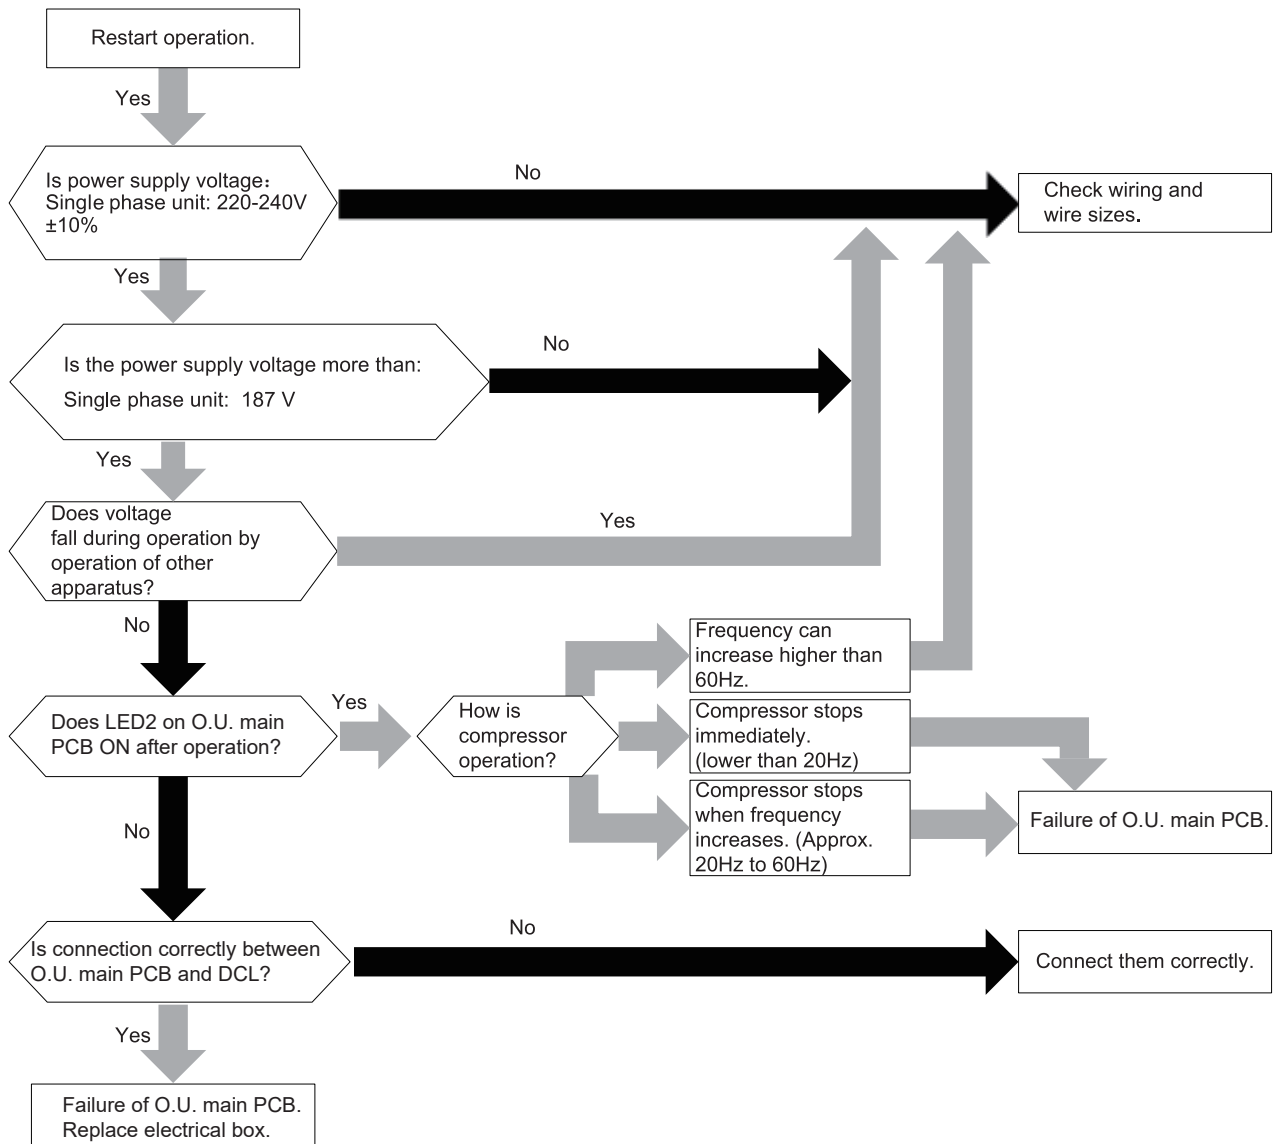 Restart operation.
Yes
Is power supply voltage:
Single phase unit: 220-240V
±10%
No
Check wiring and
wire sizes.
Yes
Is the power supply voltage more than:
Single phase unit: 187 V
No
Yes
Does voltage
fall during operation by
operation of other
apparatus?
Yes
No
Does LED2 on O.U. main
PCB ON after operation?
Yes
How is
compressor
operation?
Frequency can
increase higher than
60Hz.
Compressor stops
immediately.
(lower than 20Hz)
Compressor stops
when frequency
increases. (Approx.
20Hz to 60Hz)
Failure of O.U. main PCB.
No
Is connection correctly between
O.U. main PCB and DCL?
No
Connect them correctly.
Yes
Failure of O.U. main PCB.
Replace electrical box.